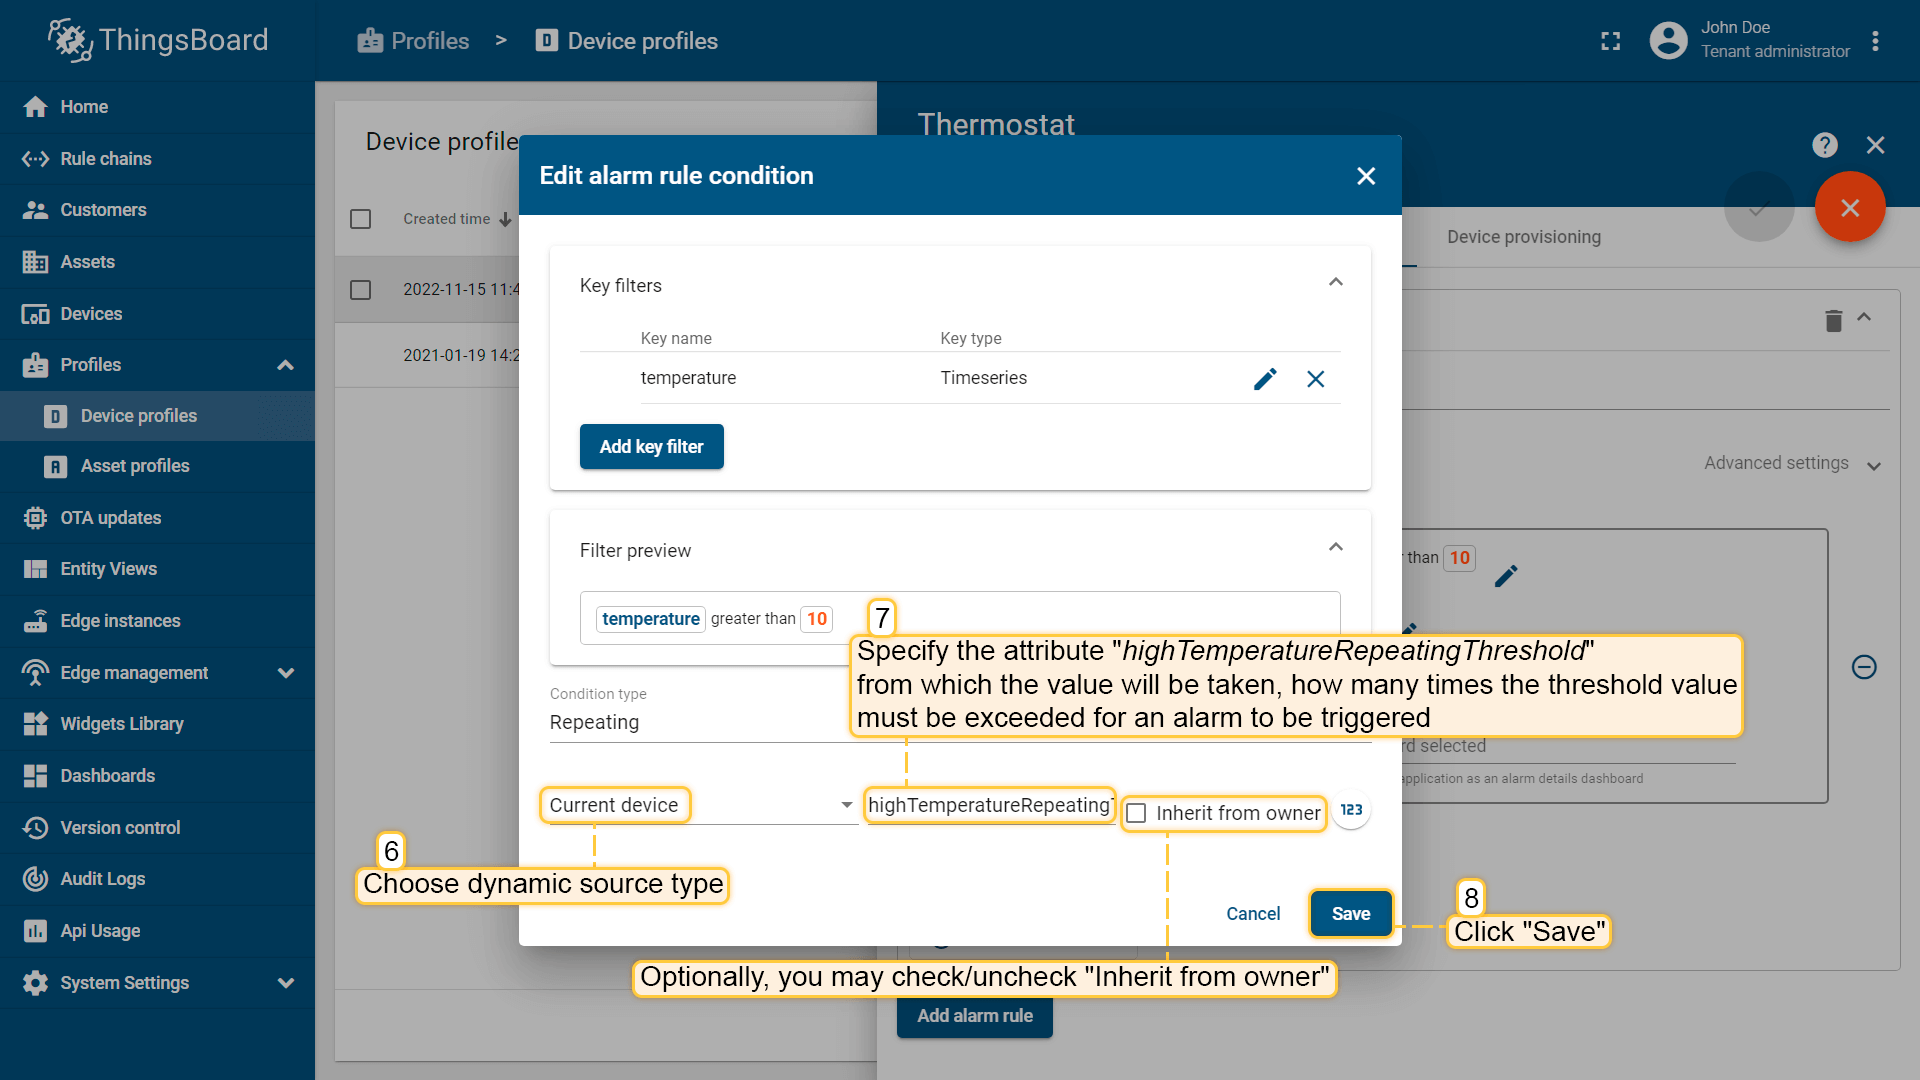 ThingsBoard
Profiles > Device profiles
John Doe
Tenant administrator
Home
Rule chains
Customers
Assets
Devices
Profiles
Device profiles
Asset profiles
OTA updates
Entity Views
Edge instances
Edge management
Widgets Library
Dashboards
Version control
Audit Logs
Api Usage
System Settings
Device profile
Created time
2022-11-15 11:4
2021-01-19 14:2
Thermostat
Device provisioning
Advanced settings
r than 10
rd selected
application as an alarm details dashboard
Add alarm rule
Edit alarm rule condition
Key filters
Key name Key type
temperature Timeseries
Add key filter
Filter preview
temperature greater than 10
Condition type
Repeating
7
Specify the attribute "highTemperatureRepeatingThreshold"
from which the value will be taken, how many times the threshold value
must be exceeded for an alarm to be triggered
Current device highTemperatureRepeatingT Inherit from owner 123
6
Choose dynamic source type
Cancel Save
8
Click "Save"
Optionally, you may check/uncheck "Inherit from owner"